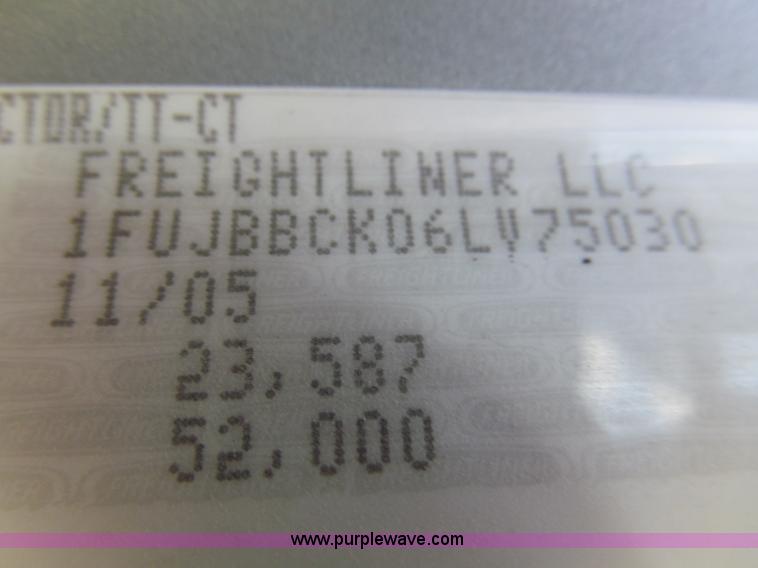 CTOR/TT-CT
FREIGHTLINER LLC
1FUJBBCK06LV75030
11/05
23,587
52,000
www.purplewave.com